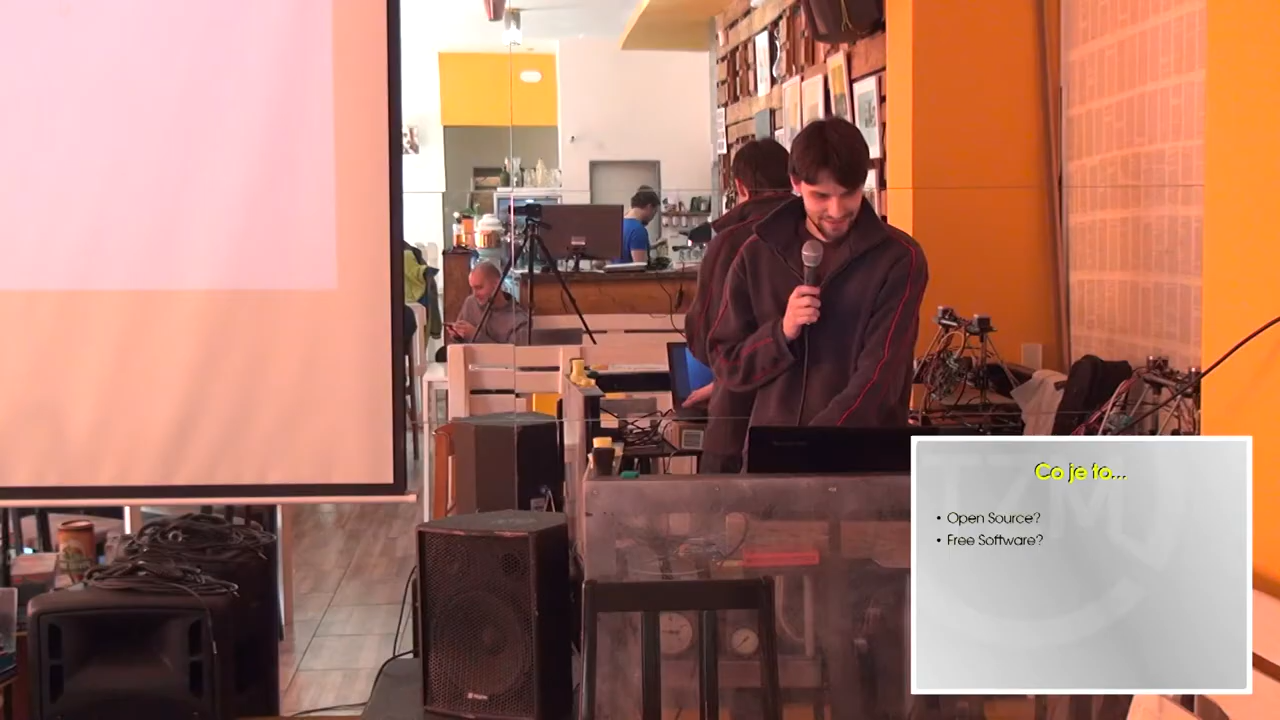 Co je to...
• Open Source?
• Free Software?